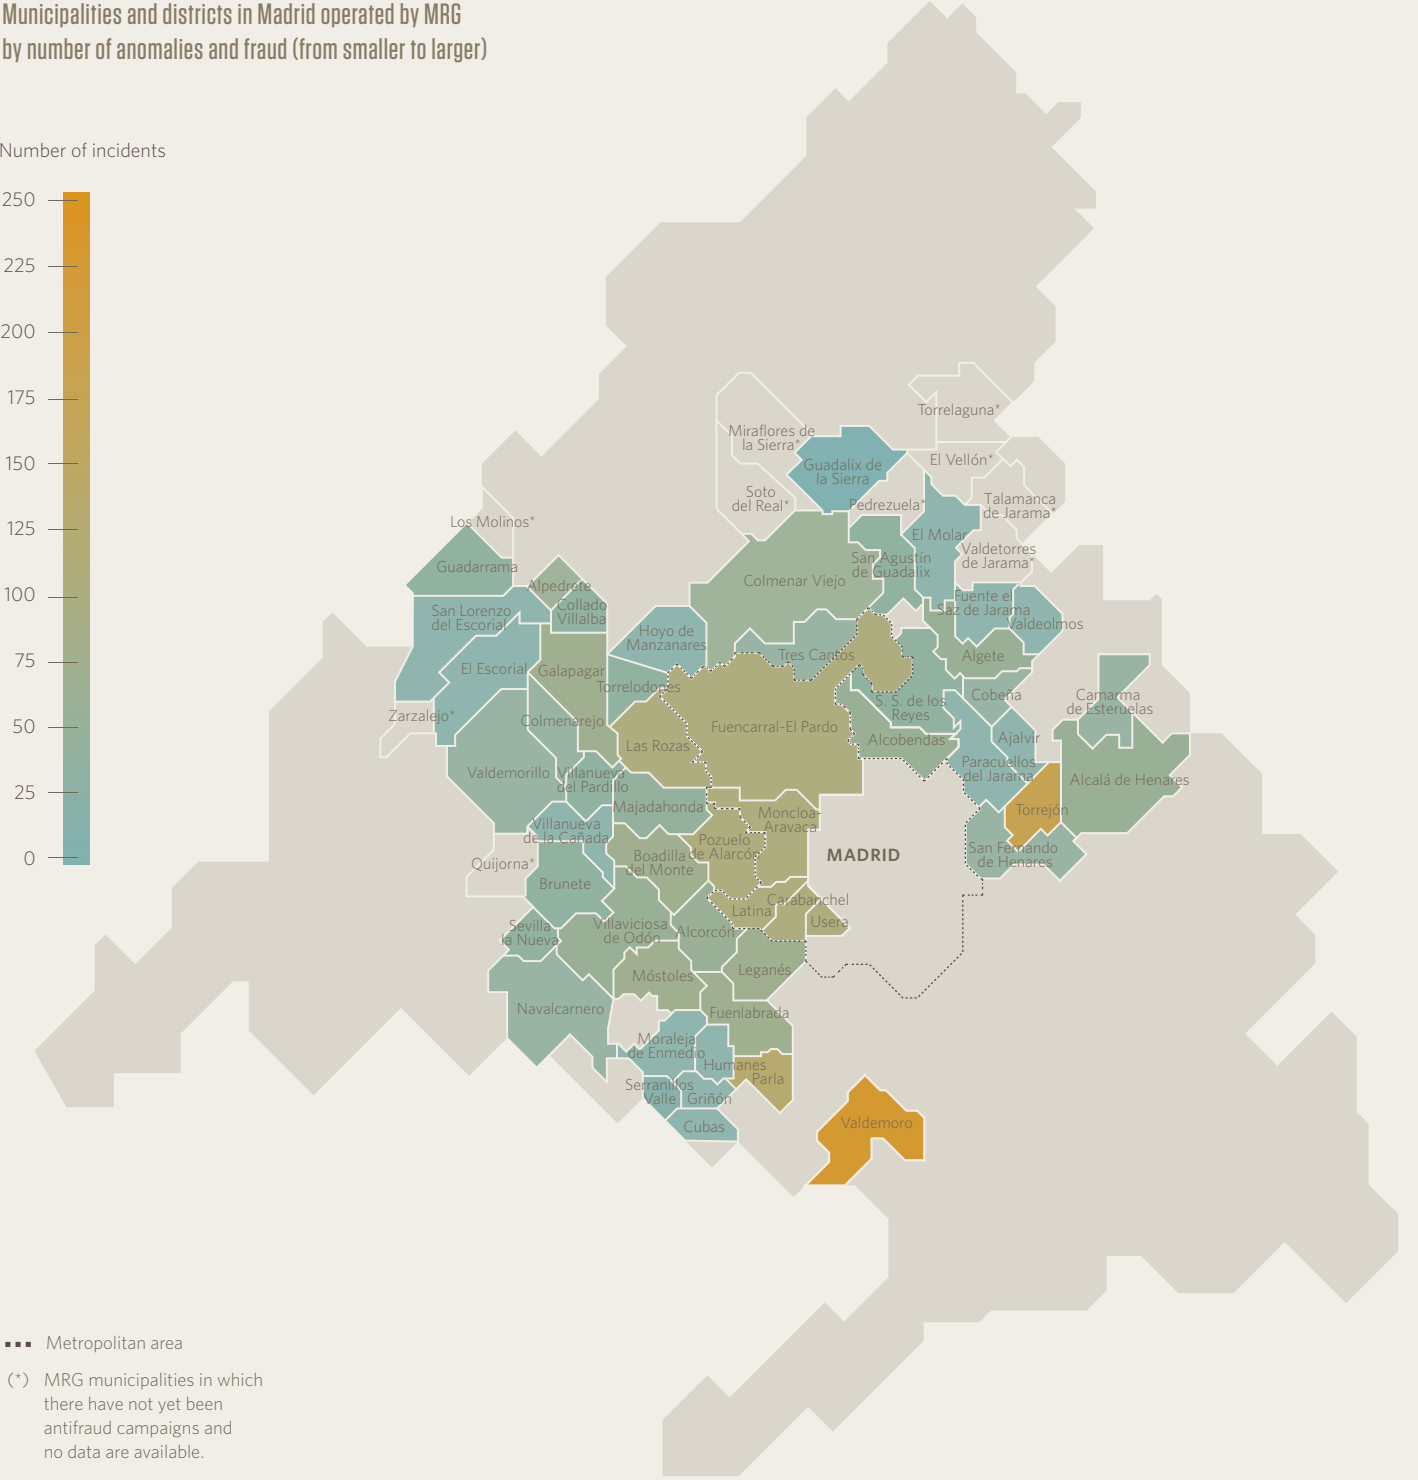 Municipalities and districts in Madrid operated by MRG
by number of anomalies and fraud (from smaller to larger)
Number of incidents
250
225
200
175
150
125
100
75
50
25
0
Torrelaguna*
Miraflores de
la Sierra*
El Vellón*
Guadalix de
la Sierra
Soto
del Real*
Pedrezuela*
Talamanca
de Jarama*
Los Molinos*
El Molar
Valdetorres
de Jarama*
Guadarrama
San Agustín
de Guadalix
Colmenar Viejo
Alpedrete
Collado
Villalba
San Lorenzo
del Escorial
Fuente el
Saz de Jarama
Valdeolmos
Hoyo de
Manzanares
Tres Cantos
Algete
El Escorial
Galapagar
Torrelodones
Cobeña
Camarma
de Esteruelas
S. S. de los
Reyes
Zarzalejo*
Colmenarejo
Fuencarral-El Pardo
Las Rozas
Alcobendas
Ajalvir
Paracuellos
del Jarama
Valdemorillo
Villanueva
del Pardillo
Alcalá de Henares
Majadahonda
Moncloa-
Aravaca
Torrejón
Villanueva
de la Cañada
Pozuelo
de Alarcón
MADRID
San Fernando
de Henares
Quijorna*
Boadilla
del Monte
Brunete
Carabanchel
Latina
Usera
Sevilla
la Nueva
Villaviciosa
de Odón
Alcorcón
Móstoles
Leganés
Navalcarnero
Fuenlabrada
Moraleja
de Enmedio
Humanes
Parla
Serranillos
Valle
Griñón
Cubas
Valdemoro
Metropolitan area
(*) MRG municipalities in which
there have not yet been
antifraud campaigns and
no data are available.